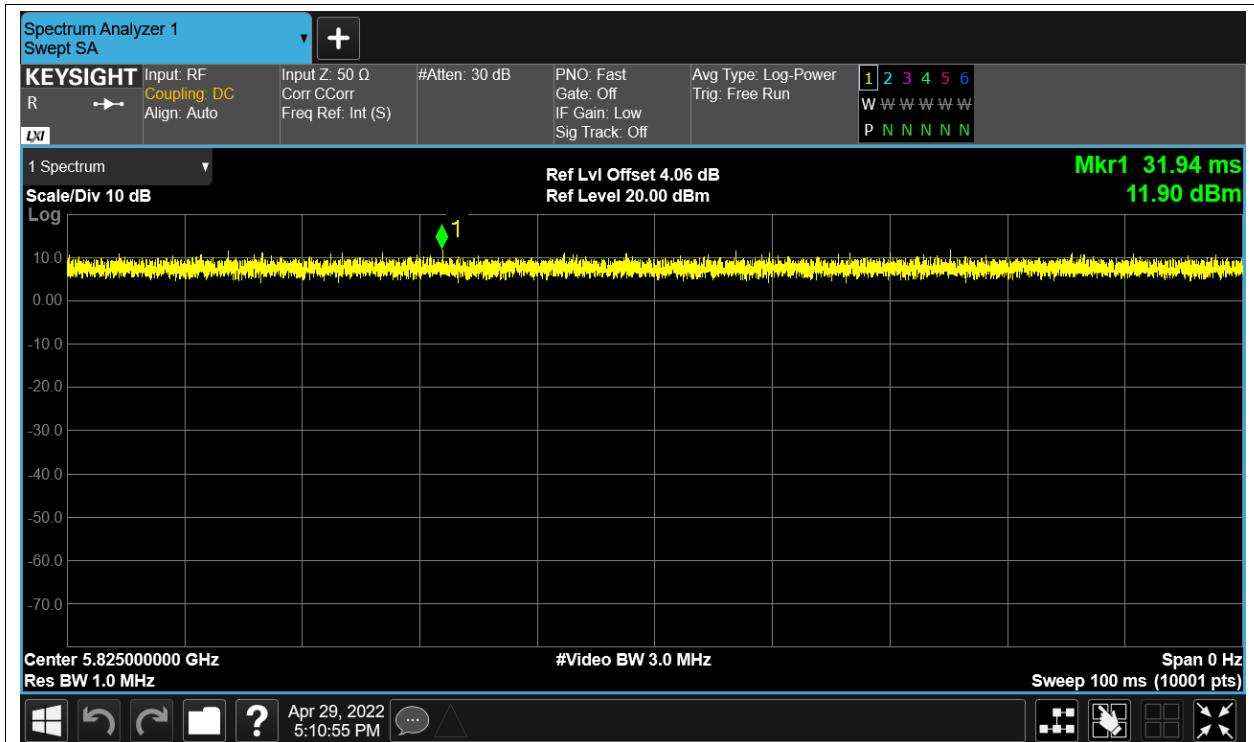 Spectrum Analyzer 1
Swept SA
KEYSIGHT
R
LXI
Input: RF
Coupling: DC
Align: Auto
Input Z: 50 Ω
Corr CCorr
Freq Ref: Int (S)
#Atten: 30 dB
PNO: Fast
Gate: Off
IF Gain: Low
Sig Track: Off
Avg Type: Log-Power
Trig: Free Run
1 2 3 4 5 6
W W W W W W
P N N N N N
1 Spectrum
Scale/Div 10 dB
Ref Lvl Offset 4.06 dB
Ref Level 20.00 dBm
Mkr1 31.94 ms
11.90 dBm
Log
1
10.0
0.00
-10.0
-20.0
-30.0
-40.0
-50.0
-60.0
-70.0
Center 5.825000000 GHz
Res BW 1.0 MHz
#Video BW 3.0 MHz
Span 0 Hz
Sweep 100 ms (10001 pts)
?
Apr 29, 2022
5:10:55 PM